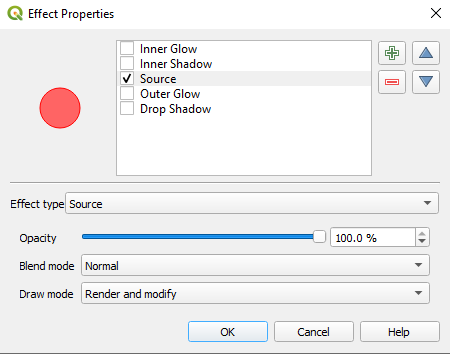 Effect Properties
Inner Glow
Inner Shadow
Source
Outer Glow
Drop Shadow
Effect type Source
Opacity 100.0 %
Blend mode Normal
Draw mode Render and modify
OK Cancel Help